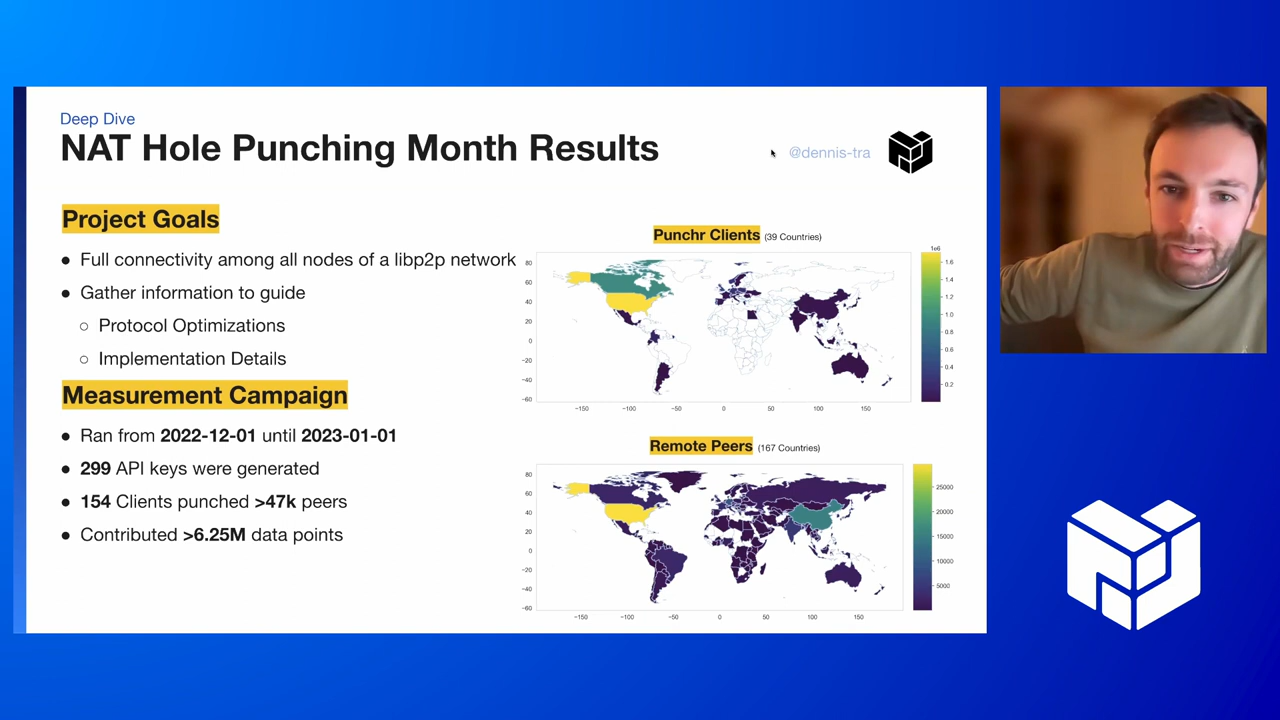 Deep Dive
NAT Hole Punching Month Results
@dennis-tra
Project Goals
● Full connectivity among all nodes of a libp2p network
● Gather information to guide
○ Protocol Optimizations
○ Implementation Details
Measurement Campaign
● Ran from 2022-12-01 until 2023-01-01
● 299 API keys were generated
● 154 Clients punched >47k peers
● Contributed >6.25M data points
Punchr Clients (39 Countries)
1e6
80
60
40
20
0
−20
−40
−60
−150 −100 −50 0 50 100 150
1.6
1.4
1.2
1.0
0.8
0.6
0.4
0.2
Remote Peers (167 Countries)
80
60
40
20
0
−20
−40
−60
−150 −100 −50 0 50 100 150
25000
20000
15000
10000
5000